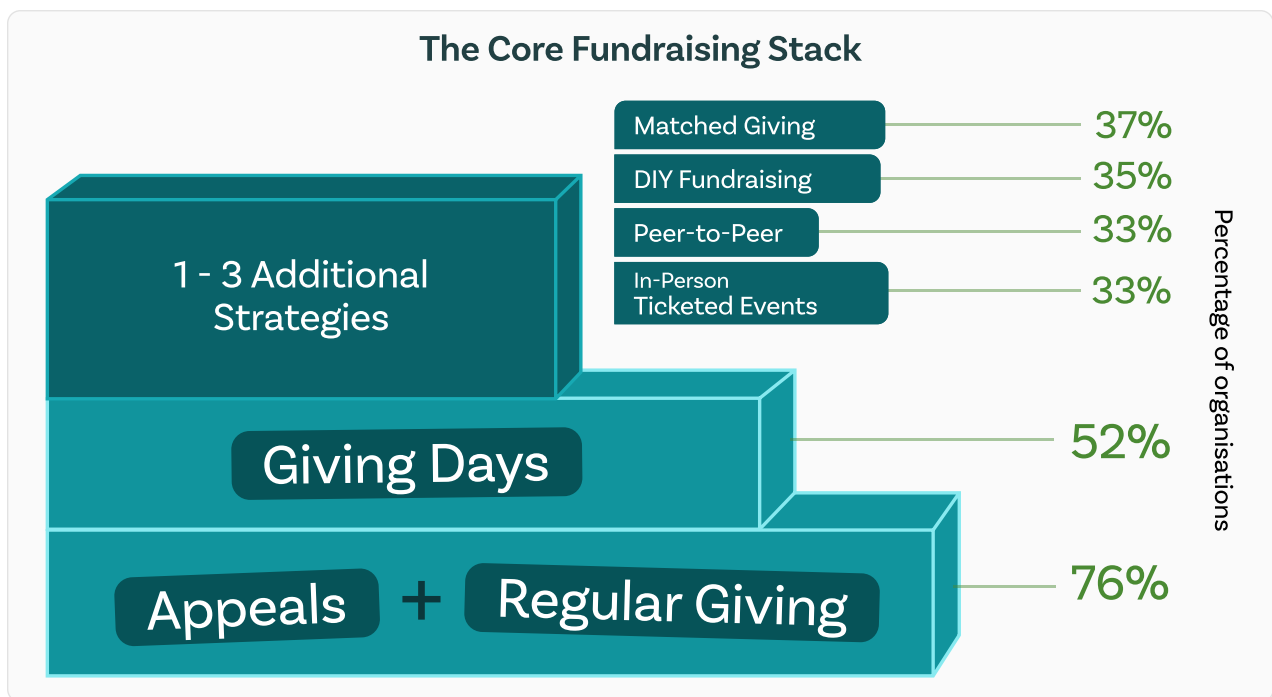 The Core Fundraising Stack
Matched Giving
37%
DIY Fundraising
35%
Peer-to-Peer
33%
In-Person
Ticketed Events
33%
Percentage of organisations
1 - 3 Additional
Strategies
Giving Days
52%
Appeals + Regular Giving
76%